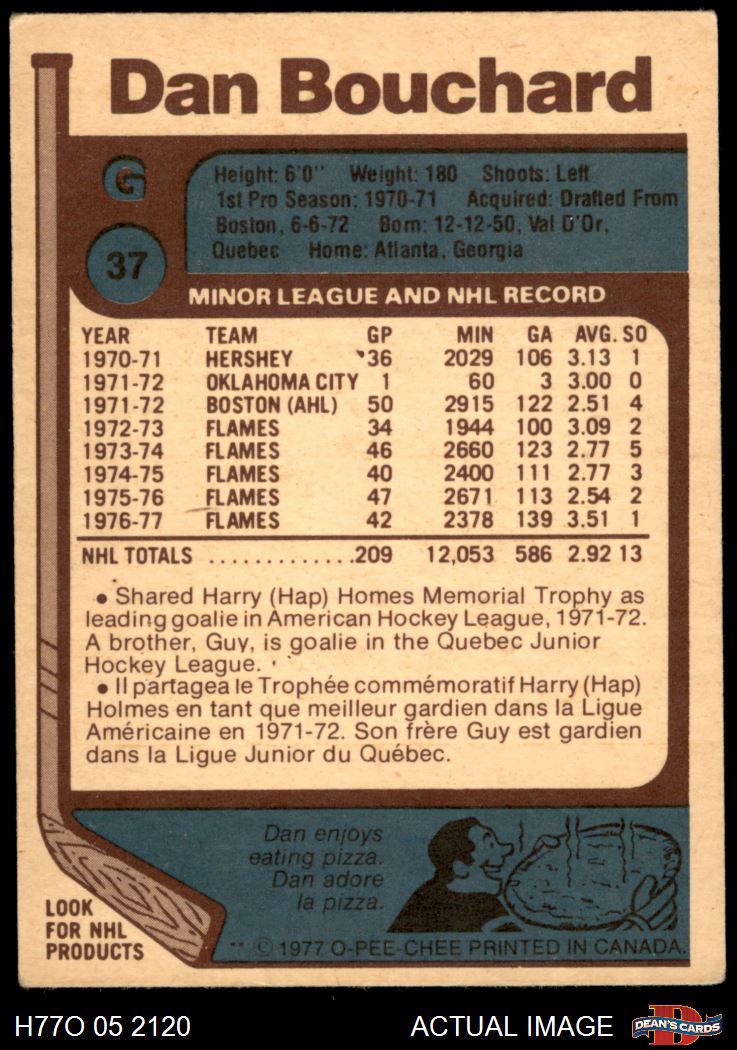 Dan Bouchard
G
37
Height: 6'0" Weight: 180 Shoots: Left
1st Pro Season: 1970-71 Acquired: Drafted From
Boston, 6-6-72 Born: 12-12-50, Val D'Or,
Quebec Home: Atlanta, Georgia
MINOR LEAGUE AND NHL RECORD
YEAR TEAM GP MIN GA AVG. SO
1970-71 HERSHEY 36 2029 106 3.13 1
1971-72 OKLAHOMA CITY 1 60 3 3.00 0
1971-72 BOSTON (AHL) 50 2915 122 2.51 4
1972-73 FLAMES 34 1944 100 3.09 2
1973-74 FLAMES 46 2660 123 2.77 5
1974-75 FLAMES 40 2400 111 2.77 3
1975-76 FLAMES 47 2671 113 2.54 2
1976-77 FLAMES 42 2378 139 3.51 1
NHL TOTALS ............. 209 12,053 586 2.92 13
• Shared Harry (Hap) Homes Memorial Trophy as
leading goalie in American Hockey League, 1971-72.
A brother, Guy, is goalie in the Quebec Junior
Hockey League.
• Il partagea le Trophée commémoratif Harry (Hap)
Holmes en tant que meilleur gardien dans la Ligue
Américaine en 1971-72. Son frère Guy est gardien
dans la Ligue Junior du Québec.
Dan enjoys
eating pizza.
Dan adore
la pizza.
LOOK
FOR NHL
PRODUCTS
** © 1977 O-PEE-CHEE PRINTED IN CANADA.
H77O 05 2120 ACTUAL IMAGE DEAN'S CARDS